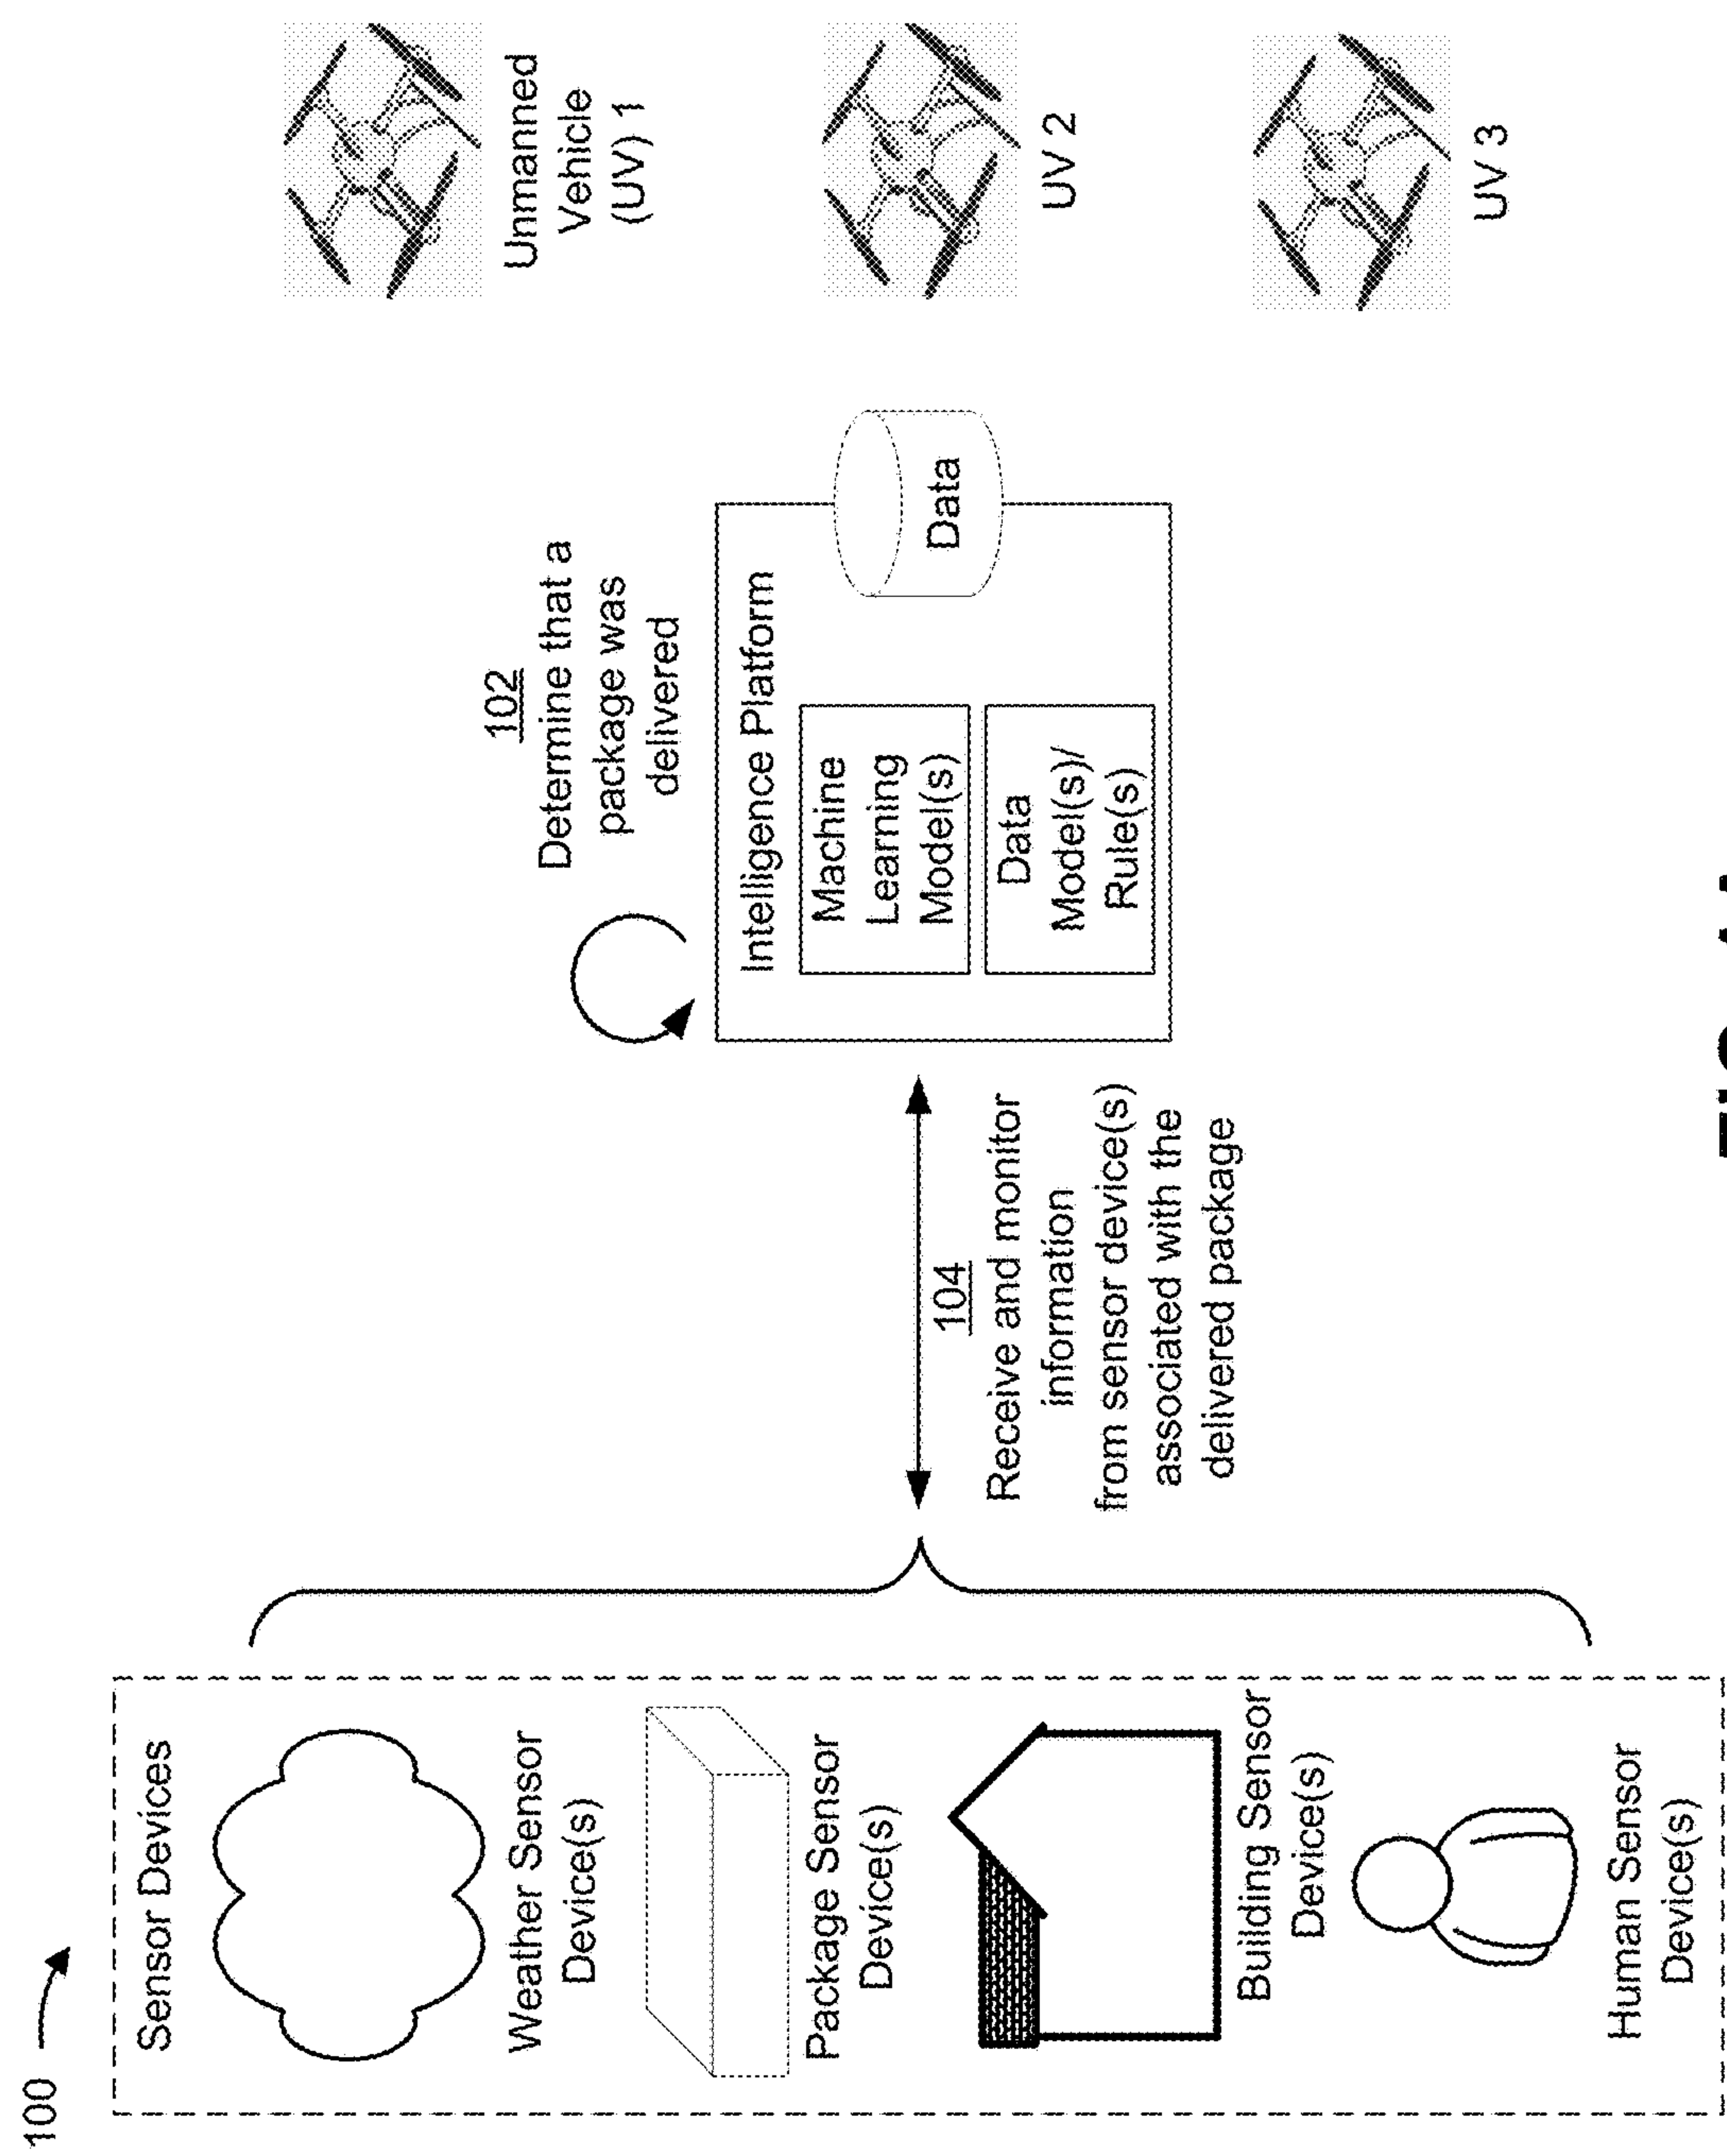 100
Sensor Devices
Weather Sensor
Device(s)
Package Sensor
Device(s)
Building Sensor
Device(s)
Human Sensor
Device(s)
104
Receive and monitor
information
from sensor device(s)
associated with the
delivered package
102
Determine that a
package was
delivered
Intelligence Platform
Machine
Learning
Model(s)
Data
Model(s)/
Rule(s)
Data
Unmanned
Vehicle
(UV) 1
UV 2
UV 3